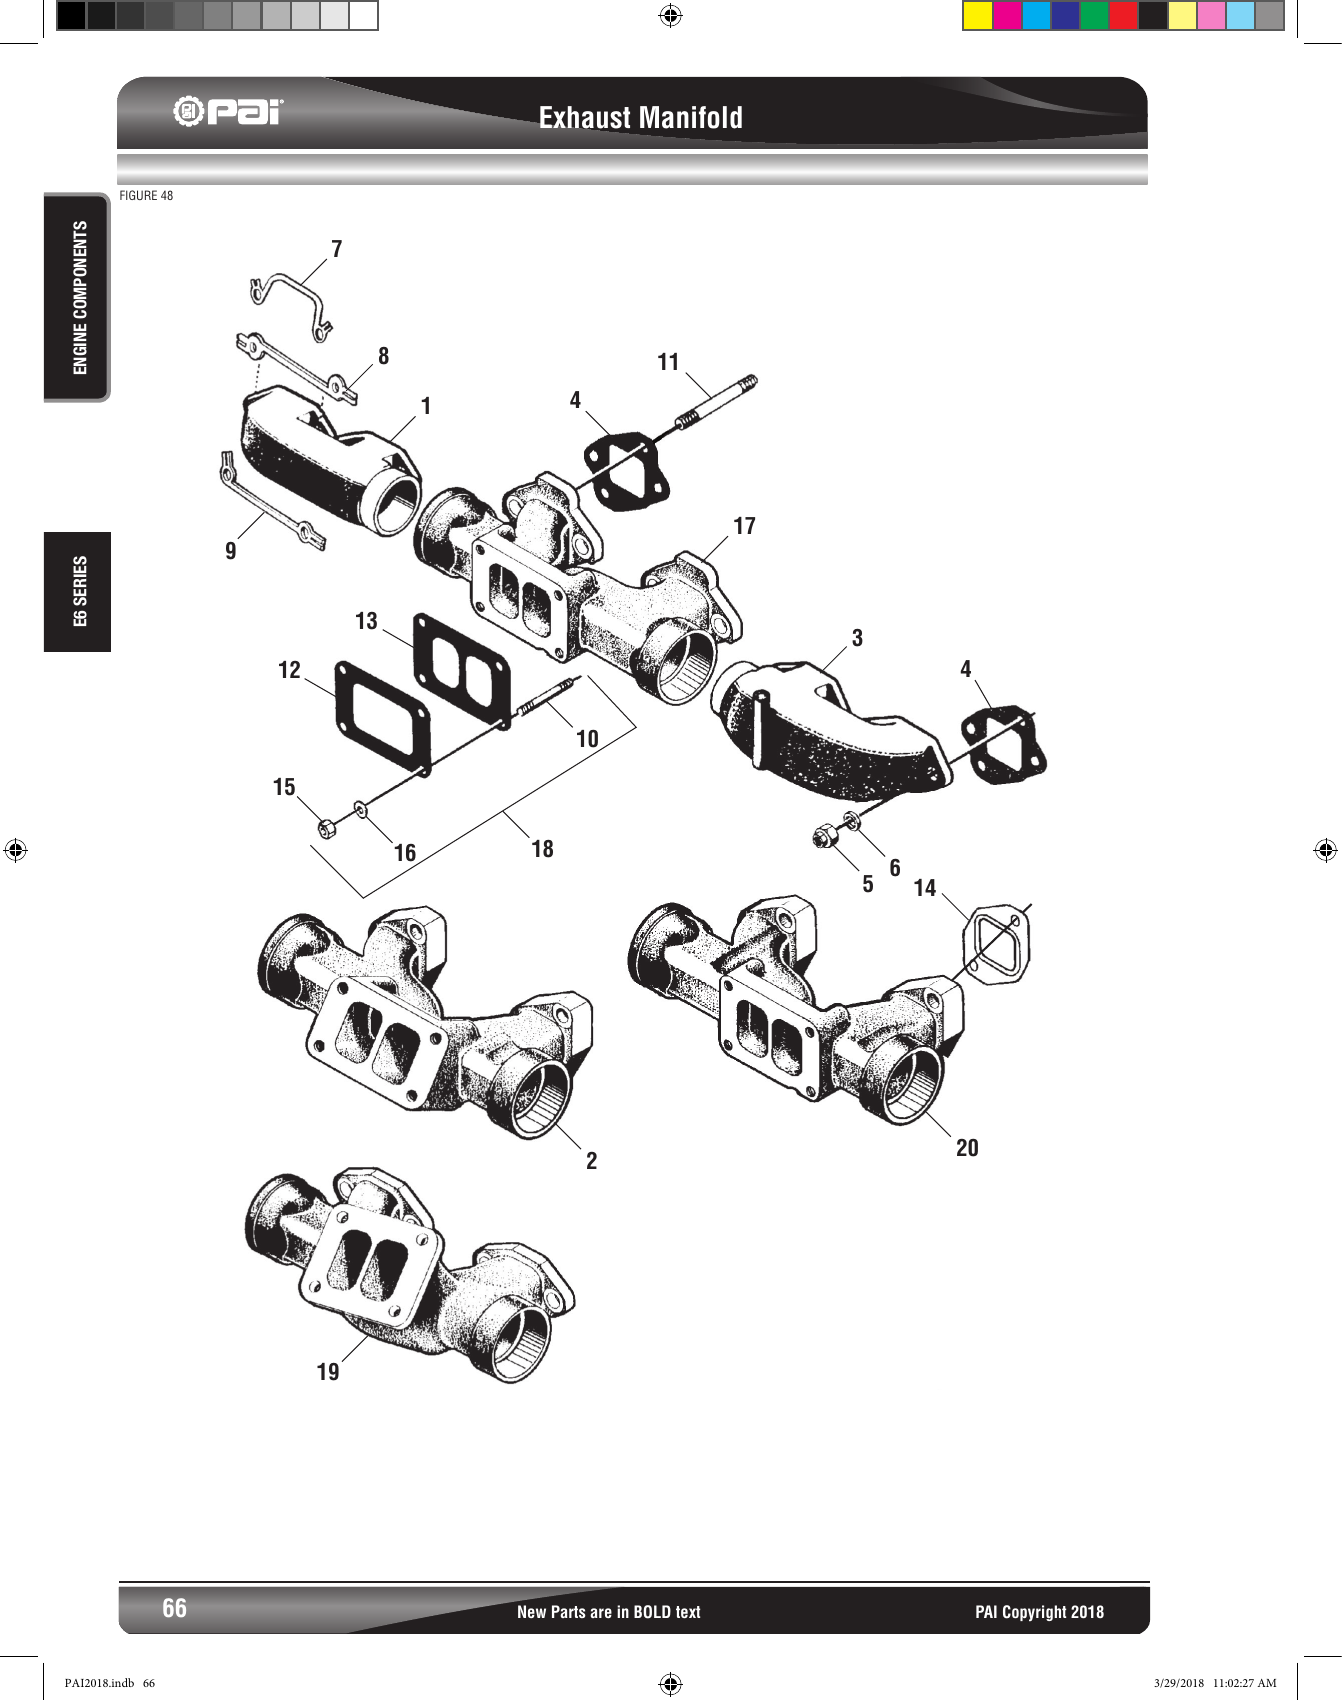 PAI
Exhaust Manifold
FIGURE 48
ENGINE COMPONENTS
E6 SERIES
7
8
1
11
4
9
17
13
12
3
4
10
15
16
18
6
5
14
2
20
19
66
New Parts are in BOLD text
PAI Copyright 2018
PAI2018.indb 66
3/29/2018 11:02:27 AM